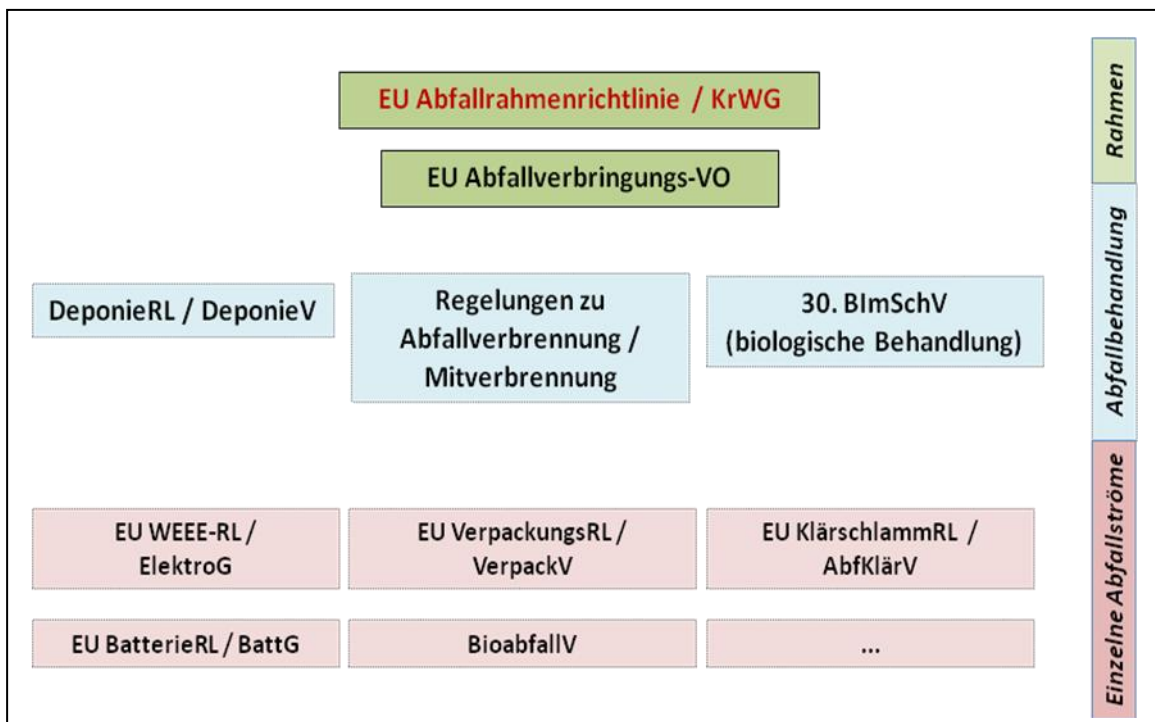 EU Abfallrahmenrichtlinie / KrWG
EU Abfallverbringungs-VO
Rahmen
DeponieRL / DeponieV
Regelungen zu
Abfallverbrennung /
Mitverbrennung
30. BImSchV
(biologische Behandlung)
Abfallbehandlung
EU WEEE-RL /
ElektroG
EU VerpackungsRL /
VerpackV
EU KlärschlammRL /
AbfKlärV
EU BatterieRL / BattG
BioabfallV
...
Einzelne Abfallströme